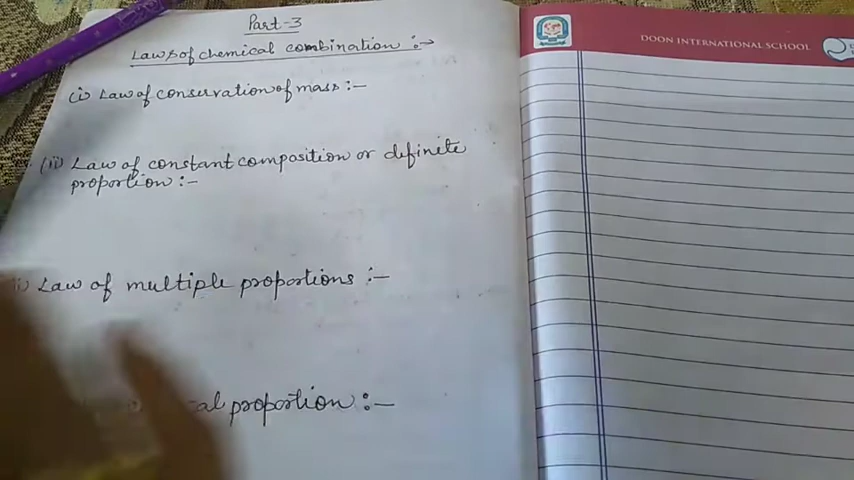 Part-3
Laws of chemical combination :→
(i) Law of conservation of mass :-
(ii) Law of constant composition or definite
proportion :-
i) Law of multiple proportions :-
al proportion :-
DOON INTERNATIONAL SCHOOL